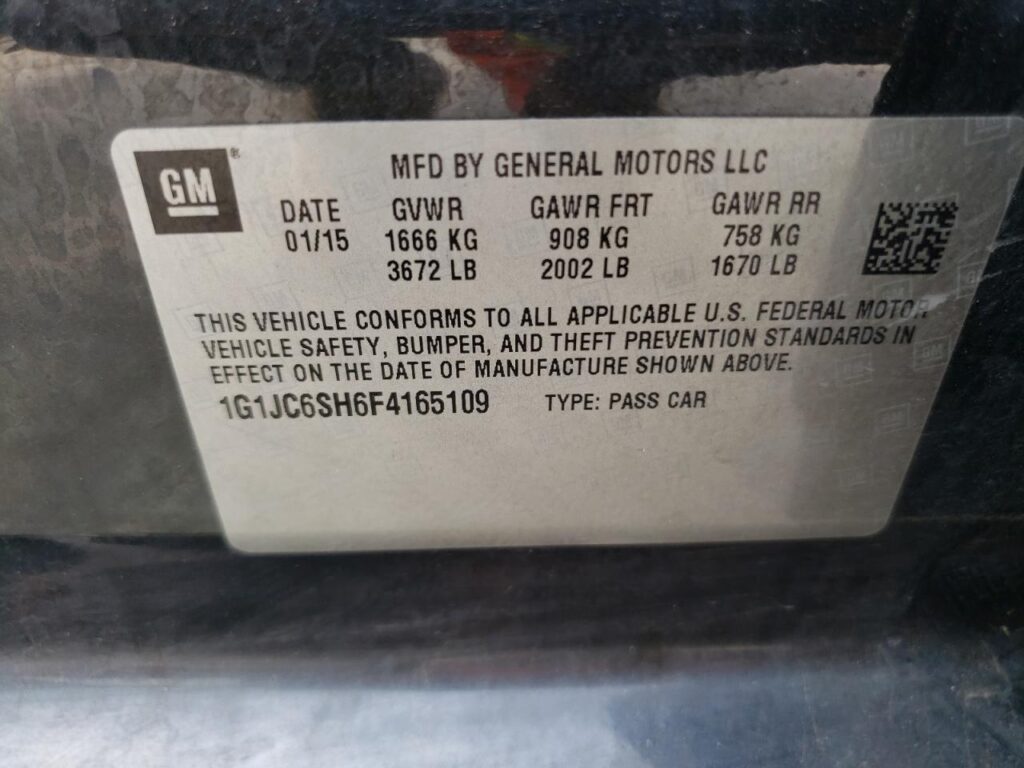 GM®
MFD BY GENERAL MOTORS LLC
DATE GVWR GAWR FRT GAWR RR
01/15 1666 KG 908 KG 758 KG
3672 LB 2002 LB 1670 LB
THIS VEHICLE CONFORMS TO ALL APPLICABLE U.S. FEDERAL MOTOR
VEHICLE SAFETY, BUMPER, AND THEFT PREVENTION STANDARDS IN
EFFECT ON THE DATE OF MANUFACTURE SHOWN ABOVE.
1G1JC6SH6F4165109 TYPE: PASS CAR